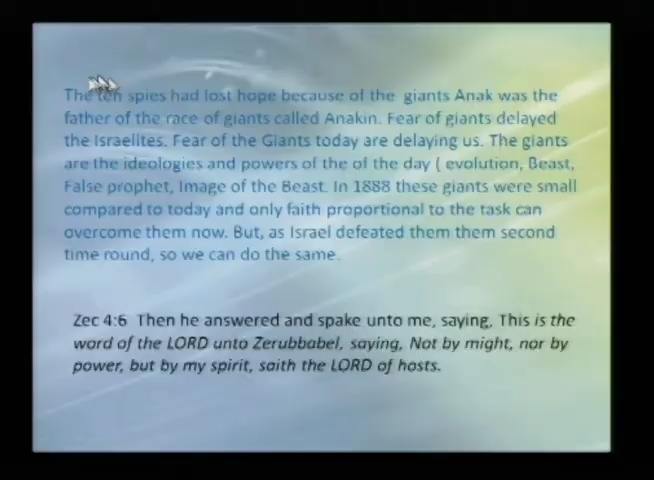 The ten spies had lost hope because of the giants Anak was the
father of the race of giants called Anakin. Fear of giants delayed
the Israelites. Fear of the Giants today are delaying us. The giants
are the ideologies and powers of the of the day ( evolution, Beast,
False prophet, Image of the Beast. In 1888 these giants were small
compared to today and only faith proportional to the task can
overcome them now. But, as Israel defeated them them second
time round, so we can do the same.
Zec 4:6 Then he answered and spake unto me, saying, This is the
word of the LORD unto Zerubbabel, saying, Not by might, nor by
power, but by my spirit, saith the LORD of hosts.